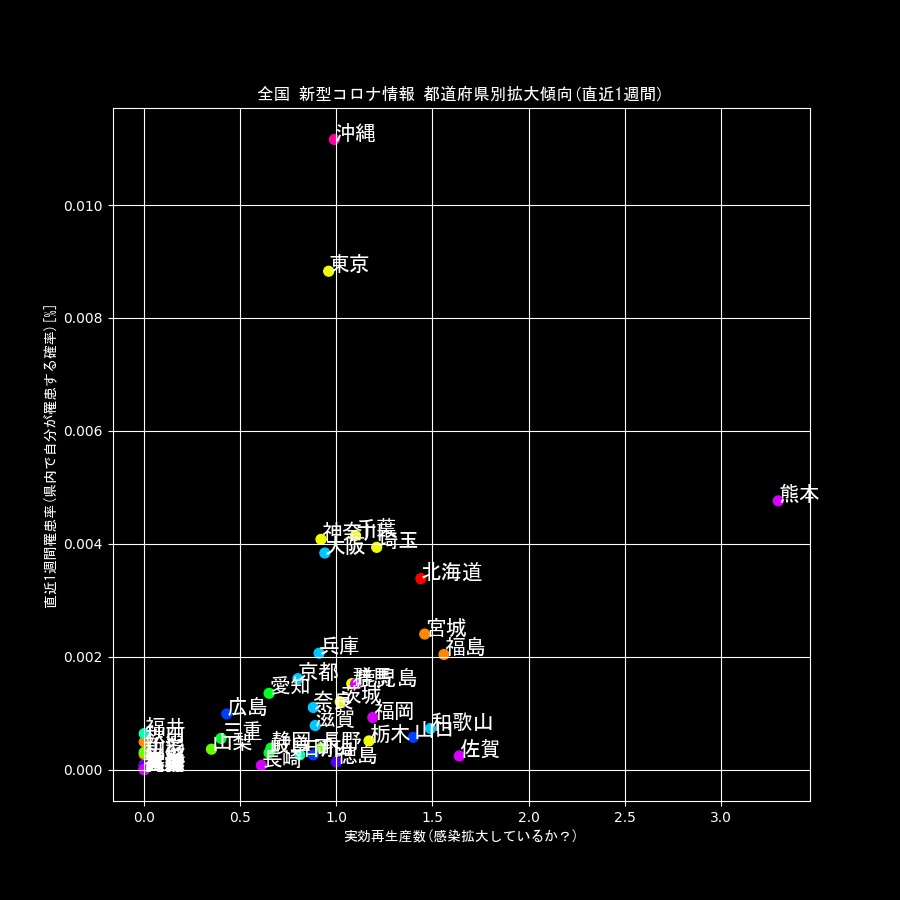 全国 新型コロナ情報 都道府県別拡大傾向(直近1週間)
沖縄
0.010
東京
0.008
直近1週間罹患率(県内で自分が罹患する確率)[%]
0.006
熊本
神奈川
千葉
埼玉
大阪
0.004
北海道
宮城
福島
兵庫
0.002
京都
群馬
鹿児島
愛知
茨城
奈良
広島
福岡
滋賀
和歌山
福井
三重
栃木
山口
山梨
静岡
岐阜
長野
佐賀
長崎
徳島
0.000
0.0 0.5 1.0 1.5 2.0 2.5 3.0
実効再生産数(感染拡大しているか?)